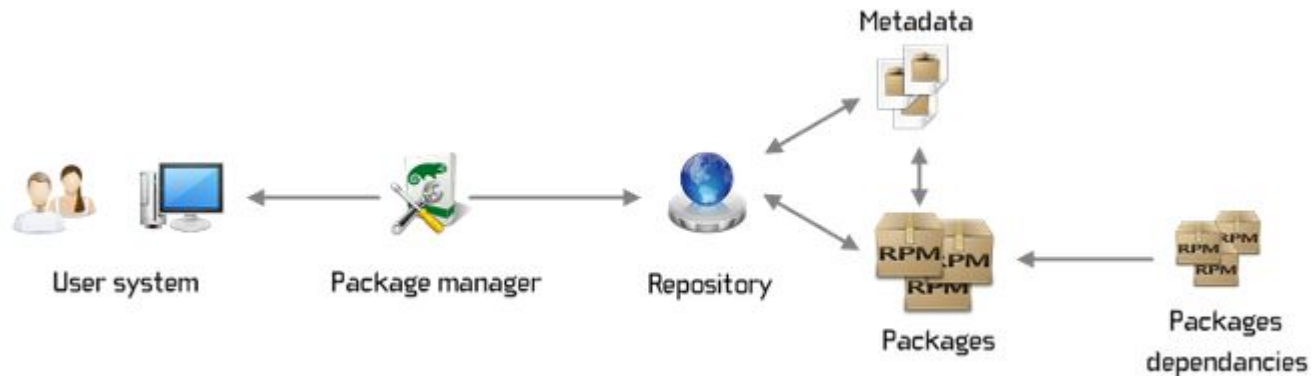 Metadata
User system
Package manager
Repository
RPM
RPM
RPM
Packages
RPM
RPM
RPM
Packages
dependancies